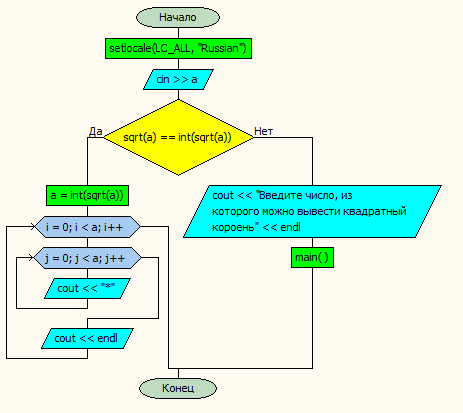 Начало
setlocale(LC_ALL, "Russian")
cin >> a
sqrt(a) == int(sqrt(a))
Да
Нет
a = int(sqrt(a))
cout << "Введите число, из
которого можно вывести квадратный
короень" << endl
i = 0; i < a; i++
main()
j = 0; j < a; j++
cout << "*"
cout << endl
Конец